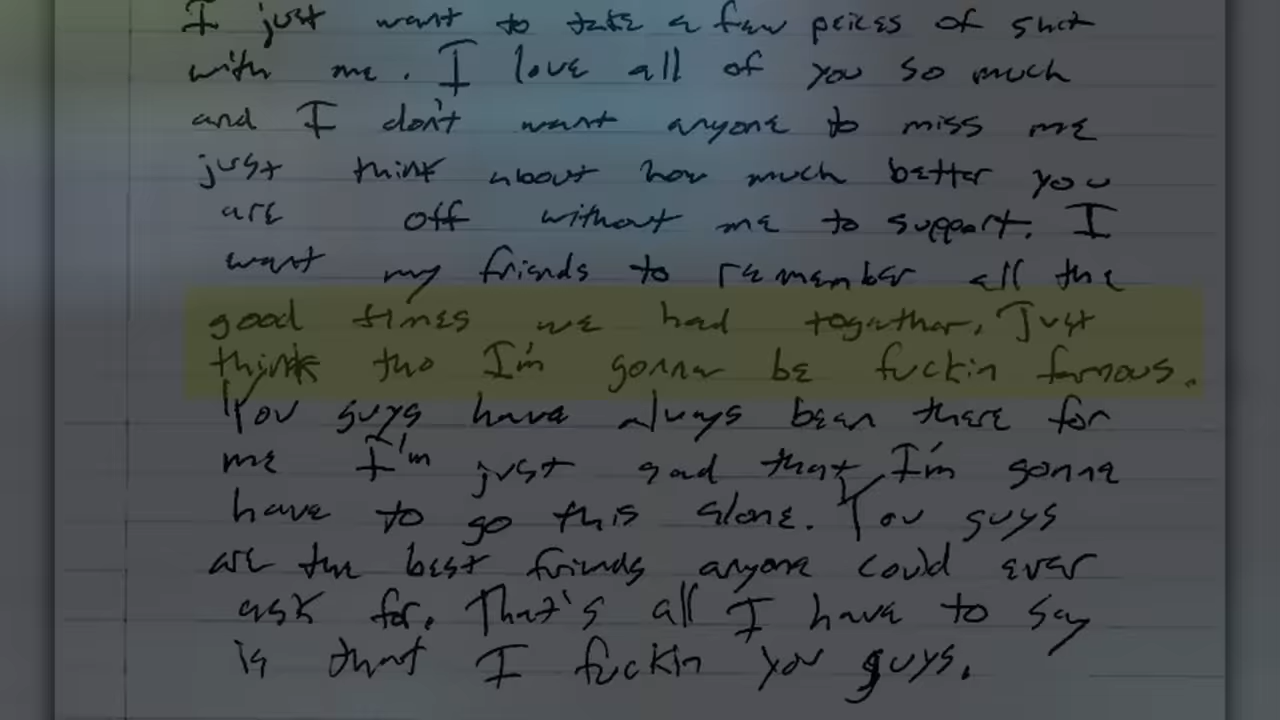 I just want to take a few peices of shit
with me. I love all of you so much
and I don't want anyone to miss me
just think about how much better you
are off without me to support. I
want my friends to remember all the
good times we had together. Just
think tho I'm gonna be fuckin famous.
You guys have always been there for
me I'm just sad that I'm gonna
have to go this alone. You guys
are the best friends anyone could ever
ask for. That's all I have to say
is that I fuckin you guys.